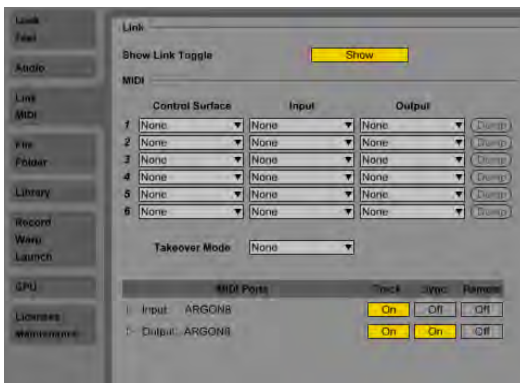 Look
Feel
Audio
Link
MIDI
File
Folder
Library
Record
Warp
Launch
CPU
Licenses
Maintenance
Link
Show Link Toggle Show
MIDI
Control Surface Input Output
1 None None None Dump
2 None None None Dump
3 None None None Dump
4 None None None Dump
5 None None None Dump
6 None None None Dump
Takeover Mode None
MIDI Ports Track Sync Remote
Input: ARGON8 On Off Off
Output: ARGON8 On On Off